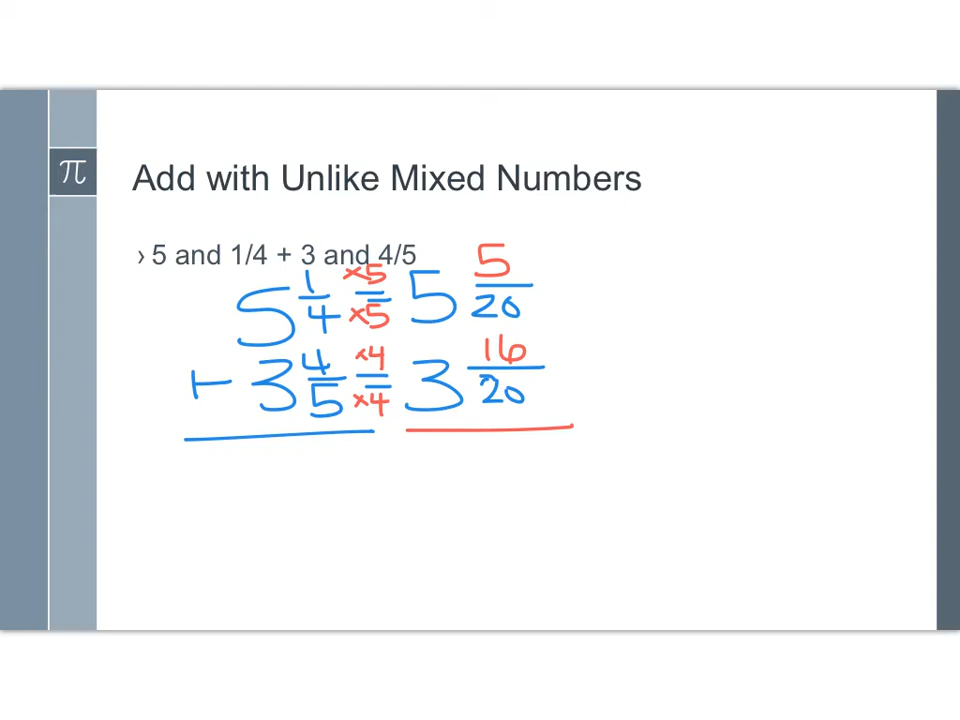 π
Add with Unlike Mixed Numbers
› 5 and 1/4 + 3 and 4/5
5 1/4 ×5/×5 = 5 5/20
+ 3 4/5 ×4/×4 = 3 16/20